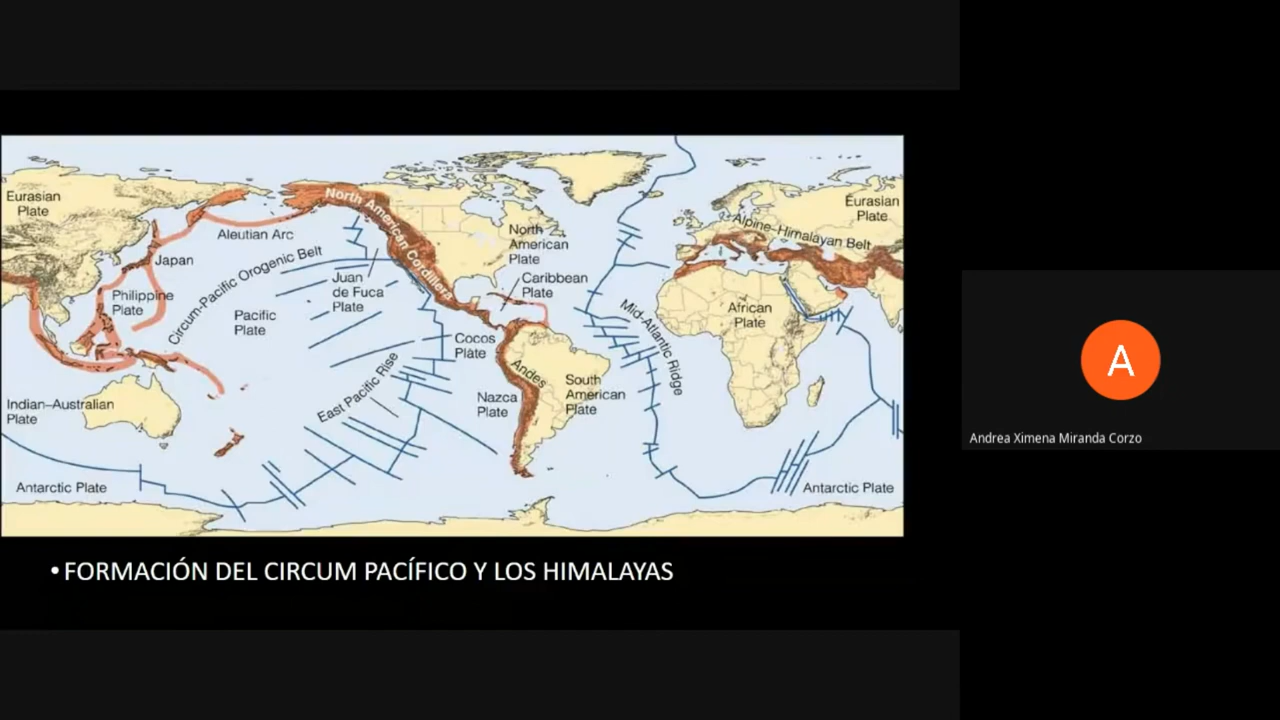 Eurasian
Plate
North American Cordillera
Aleutian Arc
Japan
Circum-Pacific Orogenic Belt
Philippine
Plate
Pacific
Plate
Juan
de Fuca
Plate
North
American
Plate
Caribbean
Plate
Cocos
Plate
East Pacific Rise
Nazca
Plate
Andes
South
American
Plate
Mid-Atlantic Ridge
African
Plate
Alpine-Himalayan Belt
Eurasian
Plate
Indian–Australian
Plate
Antarctic Plate
Antarctic Plate
• FORMACIÓN DEL CIRCUM PACÍFICO Y LOS HIMALAYAS
A
Andrea Ximena Miranda Corzo